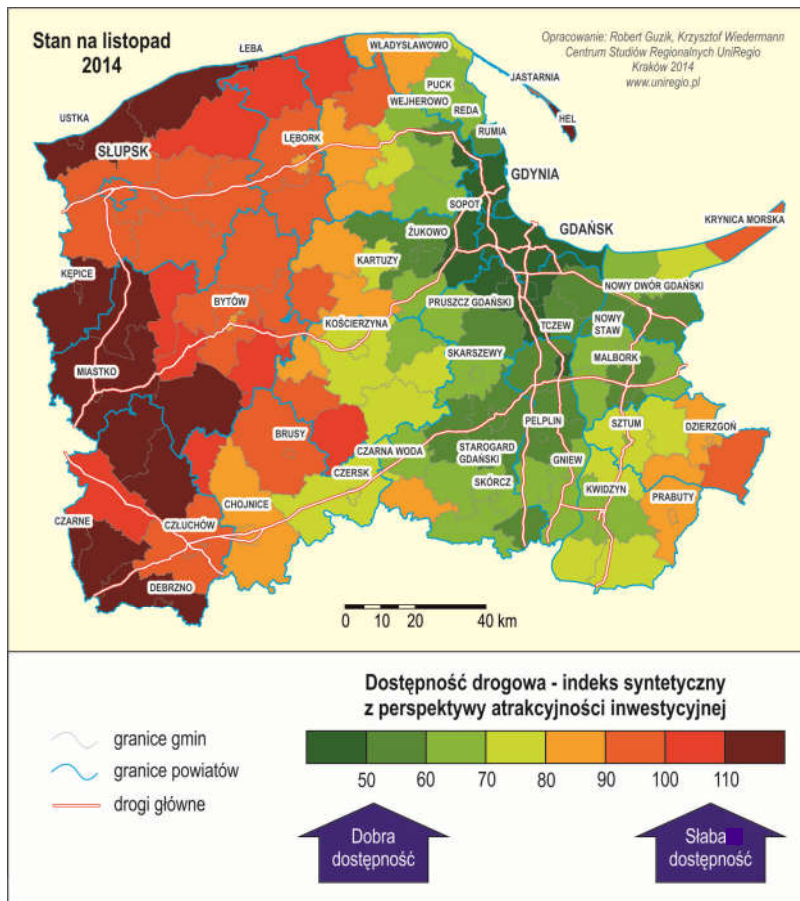 Stan na listopad
2014
Opracowanie: Robert Guzik, Krzysztof Wiedermann
Centrum Studiów Regionalnych UniRegio
Kraków 2014
www.uniregio.pl
ŁEBA
WŁADYSŁAWOWO
JASTARNIA
PUCK
USTKA
WEJHEROWO
REDA
HEL
LĘBORK
RUMIA
SŁUPSK
GDYNIA
SOPOT
KRYNICA MORSKA
ŻUKOWO
GDAŃSK
KARTUZY
KĘPICE
NOWY DWÓR GDAŃSKI
BYTÓW
PRUSZCZ GDAŃSKI
KOŚCIERZYNA
TCZEW
NOWY
STAW
SKARSZEWY
MALBORK
MIASTKO
BRUSY
PELPLIN
SZTUM
DZIERZGOŃ
CZARNA WODA
STAROGARD
GDAŃSKI
GNIEW
CZERSK
SKÓRCZ
KWIDZYN
CHOJNICE
PRABUTY
CZARNE
CZŁUCHÓW
DEBRZNO
0 10 20 40 km
Dostępność drogowa - indeks syntetyczny
z perspektywy atrakcyjności inwestycyjnej
granice gmin
granice powiatów
drogi główne
50 60 70 80 90 100 110
Dobra
dostępność
Słaba
dostępność